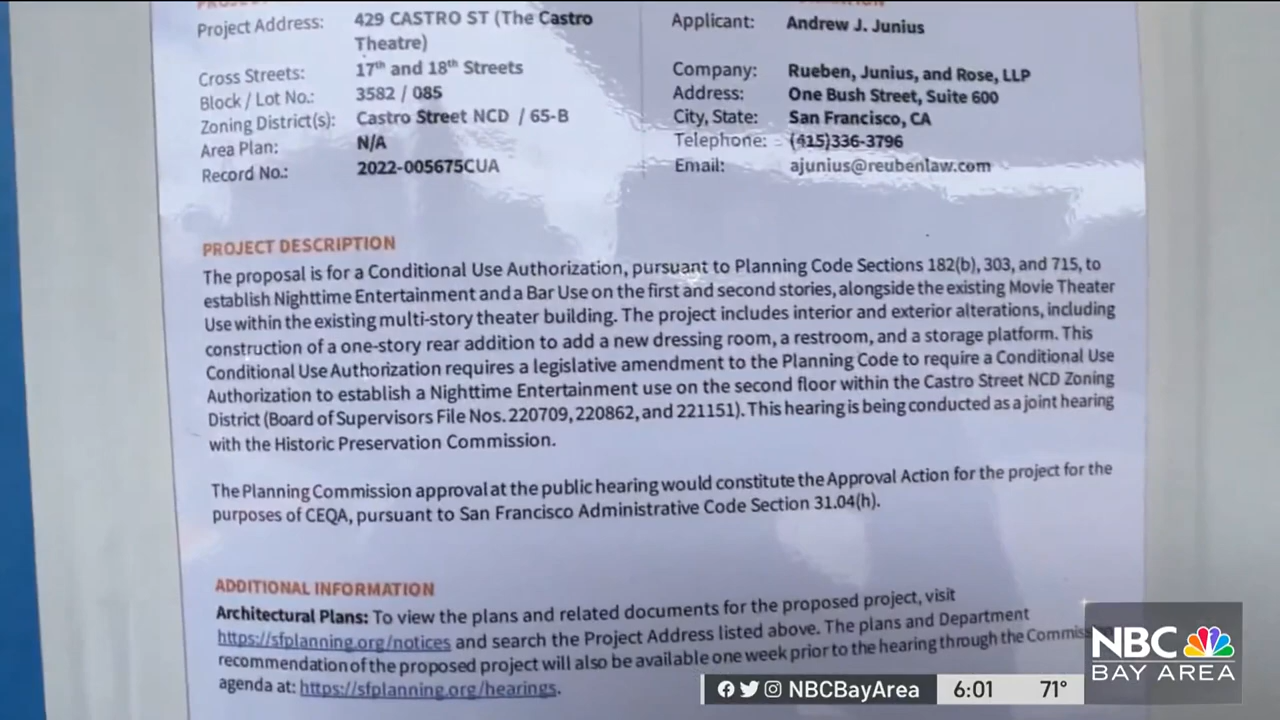 Project Address:
429 CASTRO ST (The Castro
Theatre)
Cross Streets:
17th and 18th Streets
Block / Lot No.:
3582 / 085
Zoning District(s):
Castro Street NCD / 65-B
Area Plan:
N/A
Record No.:
2022-005675CUA
Applicant:
Andrew J. Junius
Company:
Rueben, Junius, and Rose, LLP
Address:
One Bush Street, Suite 600
City, State:
San Francisco, CA
Telephone:
(415)336-3796
Email:
ajunius@reubenlaw.com
PROJECT DESCRIPTION
The proposal is for a Conditional Use Authorization, pursuant to Planning Code Sections 182(b), 303, and 715, to
establish Nighttime Entertainment and a Bar Use on the first and second stories, alongside the existing Movie Theater
Use within the existing multi-story theater building. The project includes interior and exterior alterations, including
construction of a one-story rear addition to add a new dressing room, a restroom, and a storage platform. This
Conditional Use Authorization requires a legislative amendment to the Planning Code to require a Conditional Use
Authorization to establish a Nighttime Entertainment use on the second floor within the Castro Street NCD Zoning
District (Board of Supervisors File Nos. 220709, 220862, and 221151). This hearing is being conducted as a joint hearing
with the Historic Preservation Commission.
The Planning Commission approval at the public hearing would constitute the Approval Action for the project for the
purposes of CEQA, pursuant to San Francisco Administrative Code Section 31.04(h).
ADDITIONAL INFORMATION
Architectural Plans: To view the plans and related documents for the proposed project, visit
https://sfplanning.org/notices and search the Project Address listed above. The plans and Department
recommendation of the proposed project will also be available one week prior to the hearing through the Commis
agenda at: https://sfplanning.org/hearings.
NBCBayArea
6:01
71°
NBC
BAY AREA